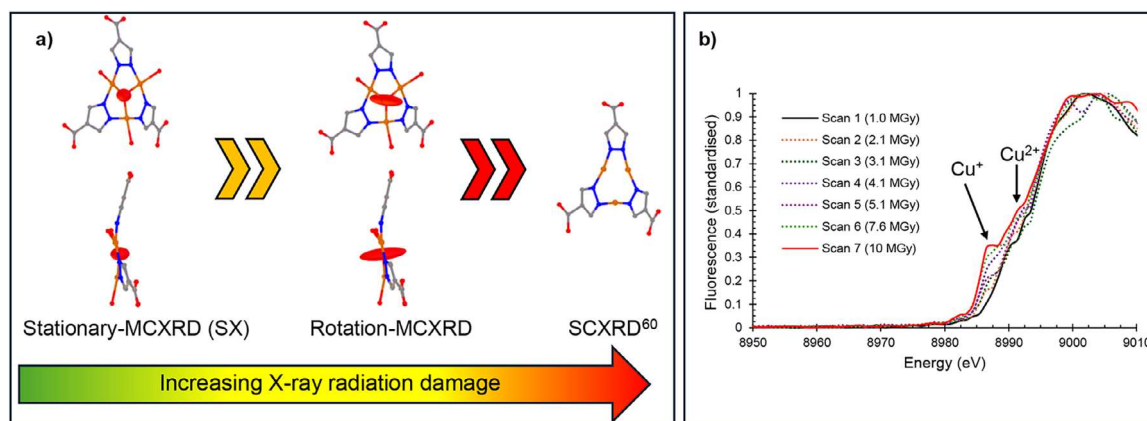 a)
Stationary-MCXRD (SX)
Rotation-MCXRD
SCXRD⁶⁰
Increasing X-ray radiation damage
b)
Fluorescence (standardised)
1
0.9
0.8
0.7
0.6
0.5
0.4
0.3
0.2
0.1
0
Scan 1 (1.0 MGy)
Scan 2 (2.1 MGy)
Scan 3 (3.1 MGy)
Scan 4 (4.1 MGy)
Scan 5 (5.1 MGy)
Scan 6 (7.6 MGy)
Scan 7 (10 MGy)
Cu⁺
Cu²⁺
8950 8960 8970 8980 8990 9000 9010
Energy (eV)